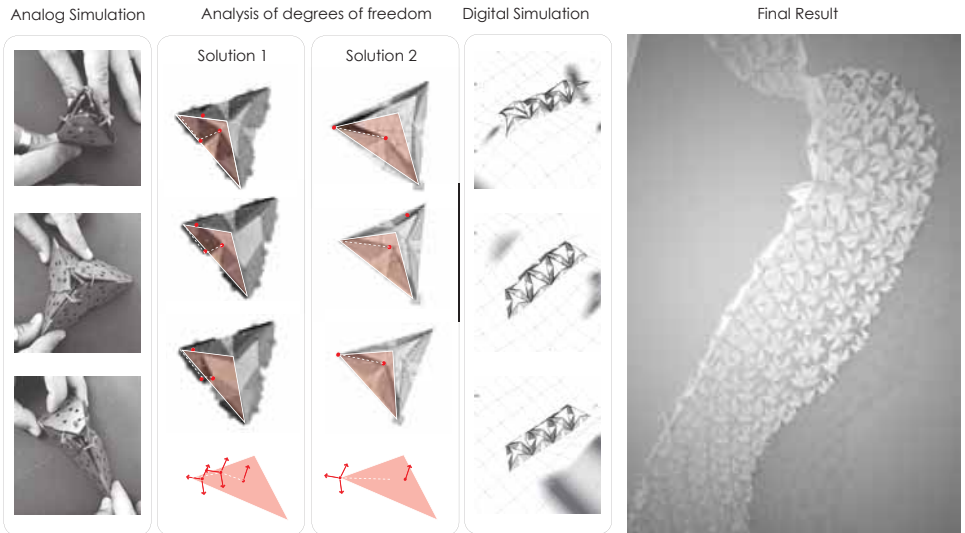 Analog Simulation
Analysis of degrees of freedom
Digital Simulation
Final Result
Solution 1
Solution 2